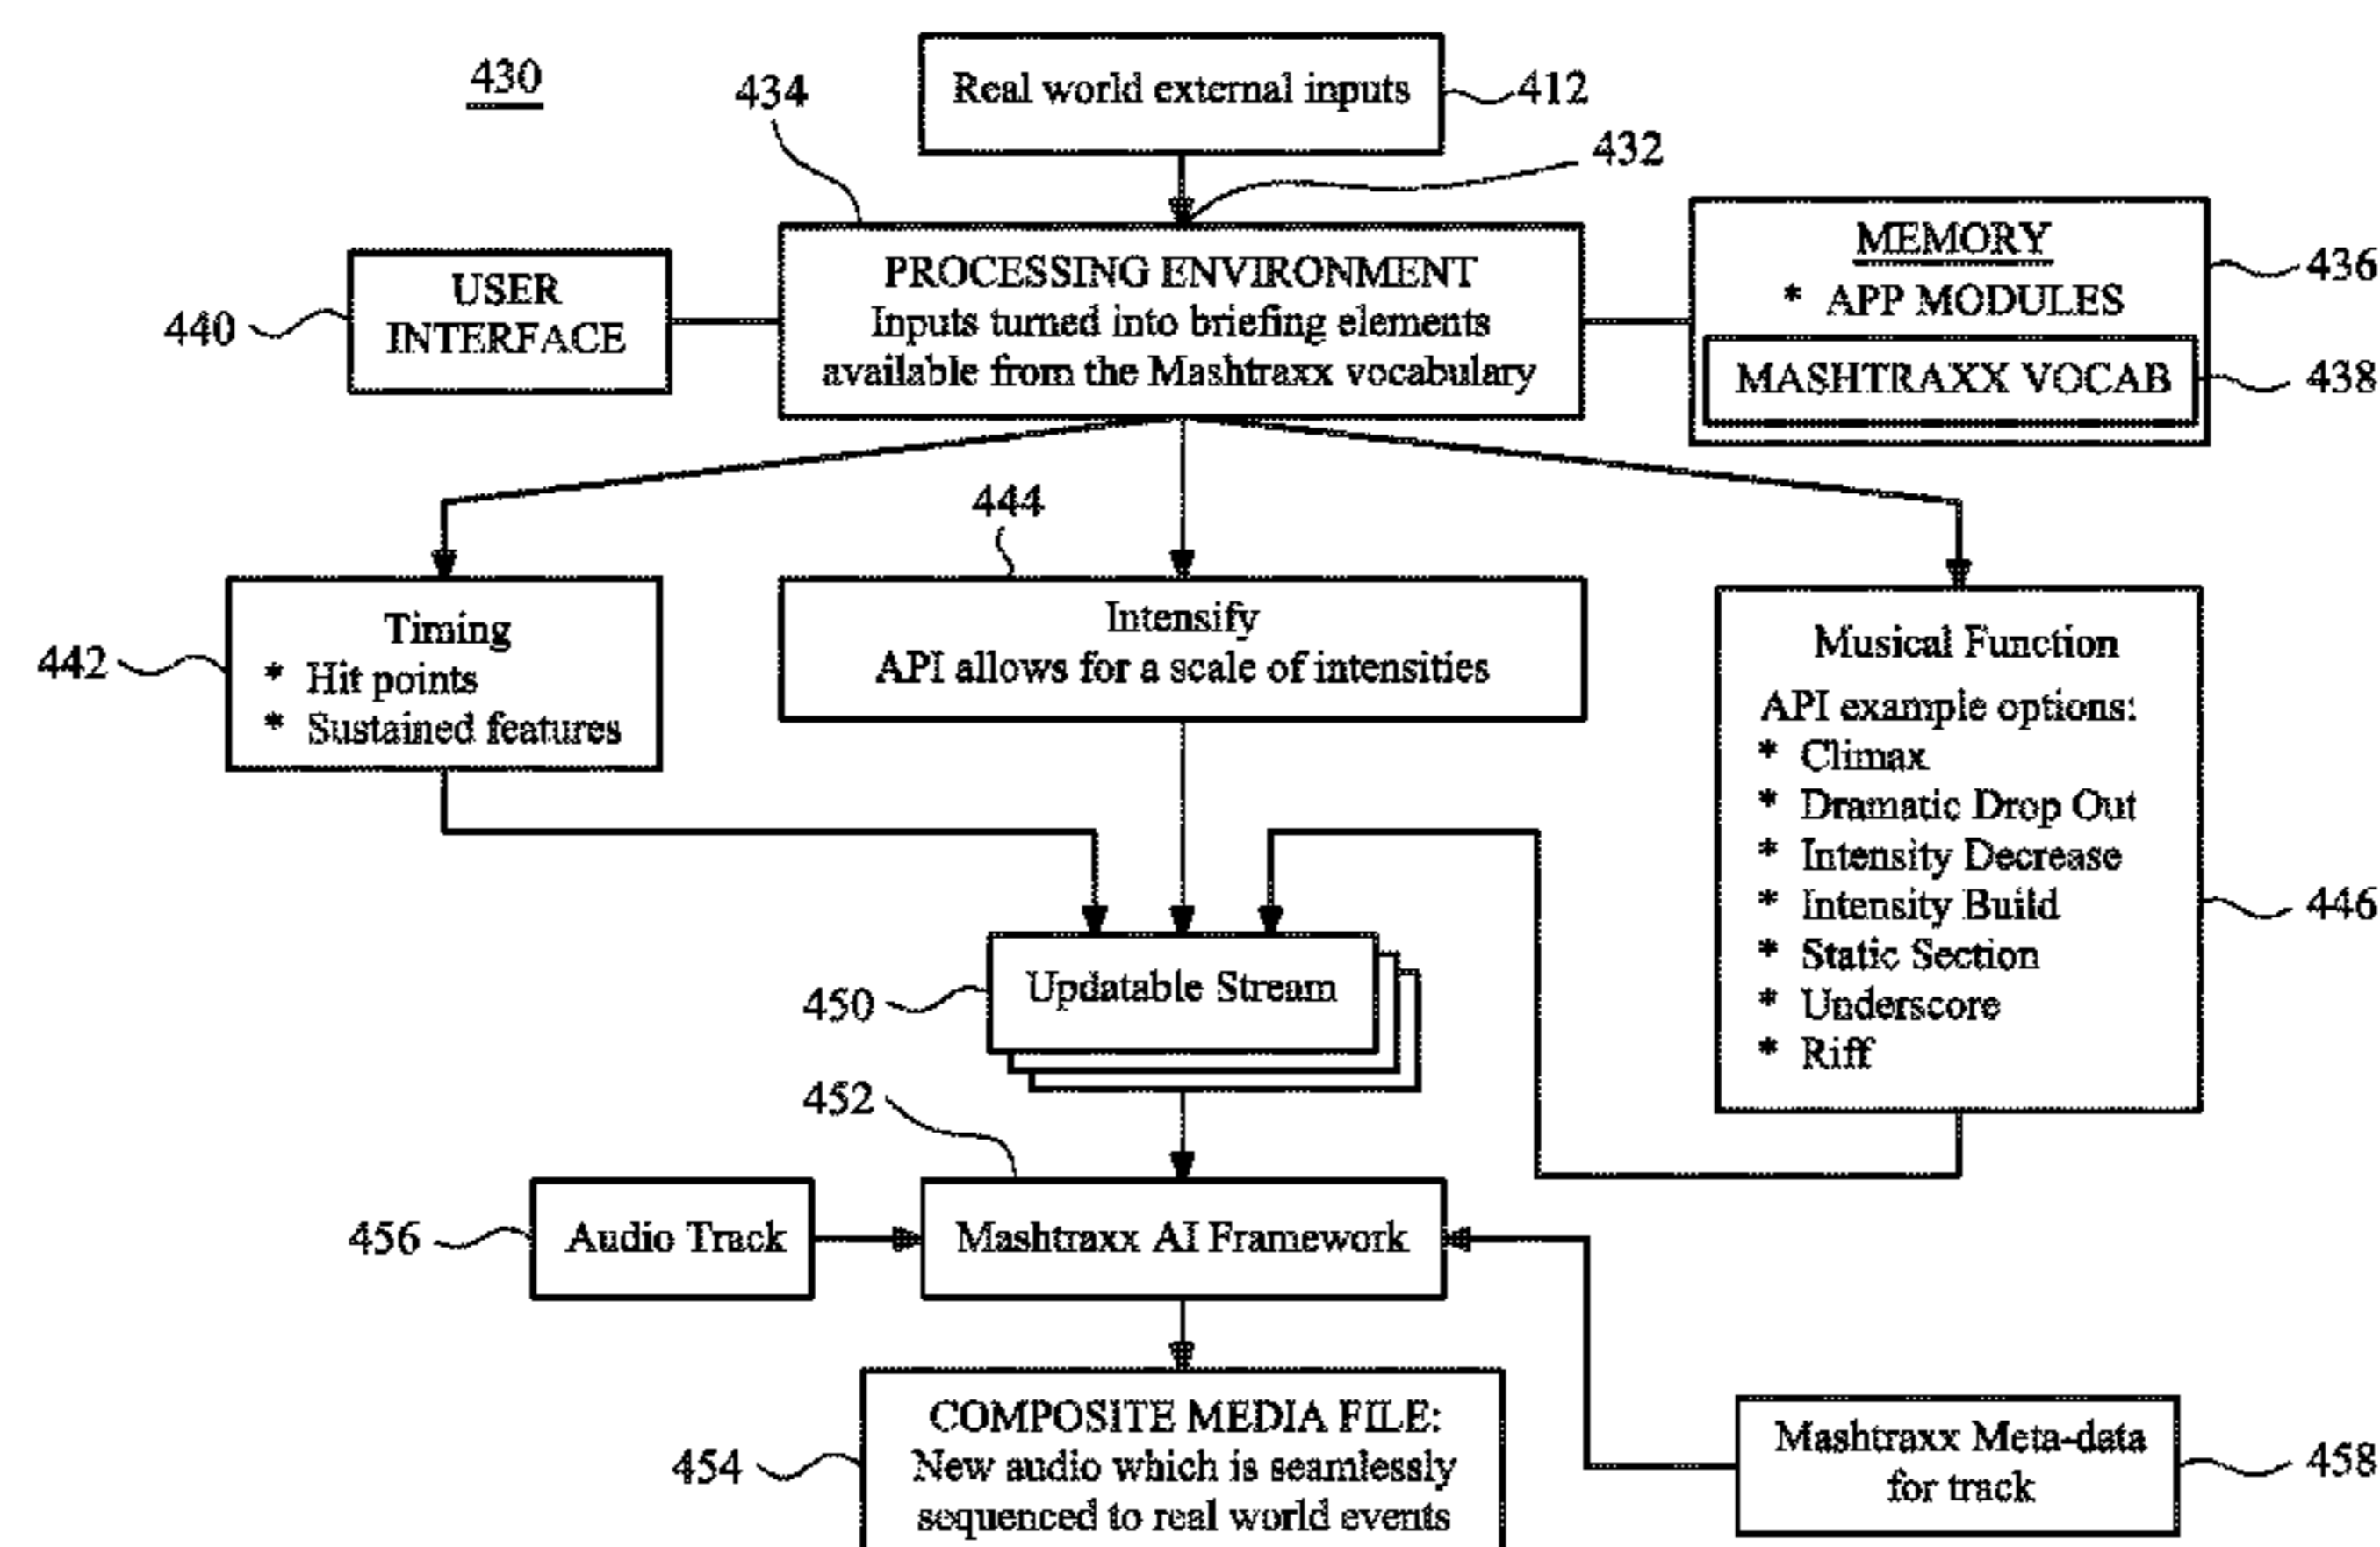 430
434
Real world external inputs
412
432
440
USER
INTERFACE
PROCESSING ENVIRONMENT
Inputs turned into briefing elements
available from the Mashtraxx vocabulary
MEMORY
* APP MODULES
MASHTRAXX VOCAB
436
438
444
442
Timing
* Hit points
* Sustained features
Intensify
API allows for a scale of intensities
Musical Function
API example options:
* Climax
* Dramatic Drop Out
* Intensity Decrease
* Intensity Build
* Static Section
* Underscore
* Riff
446
450
Updatable Stream
452
456
Audio Track
Mashtraxx AI Framework
454
COMPOSITE MEDIA FILE:
New audio which is seamlessly
sequenced to real world events
Mashtraxx Meta-data
for track
458